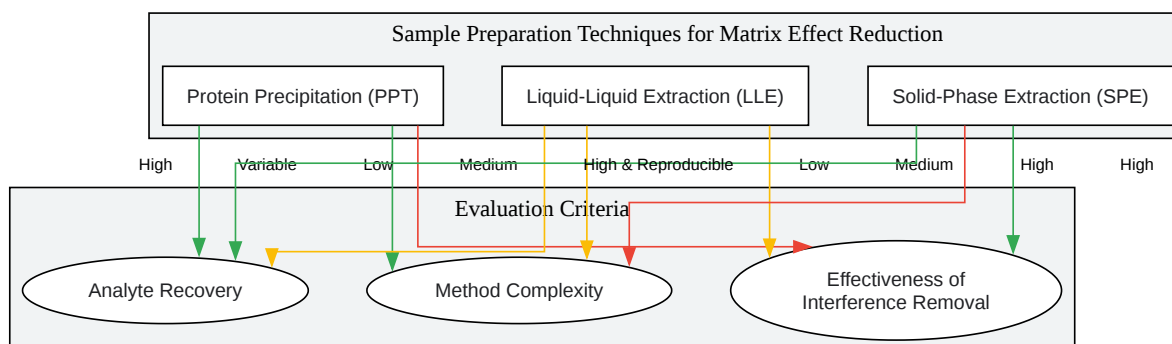 Sample Preparation Techniques for Matrix Effect Reduction
Protein Precipitation (PPT)
Liquid-Liquid Extraction (LLE)
Solid-Phase Extraction (SPE)
High
Variable
Low
Medium
High & Reproducible
Low
Medium
High
High
Evaluation Criteria
Analyte Recovery
Method Complexity
Effectiveness of
Interference Removal